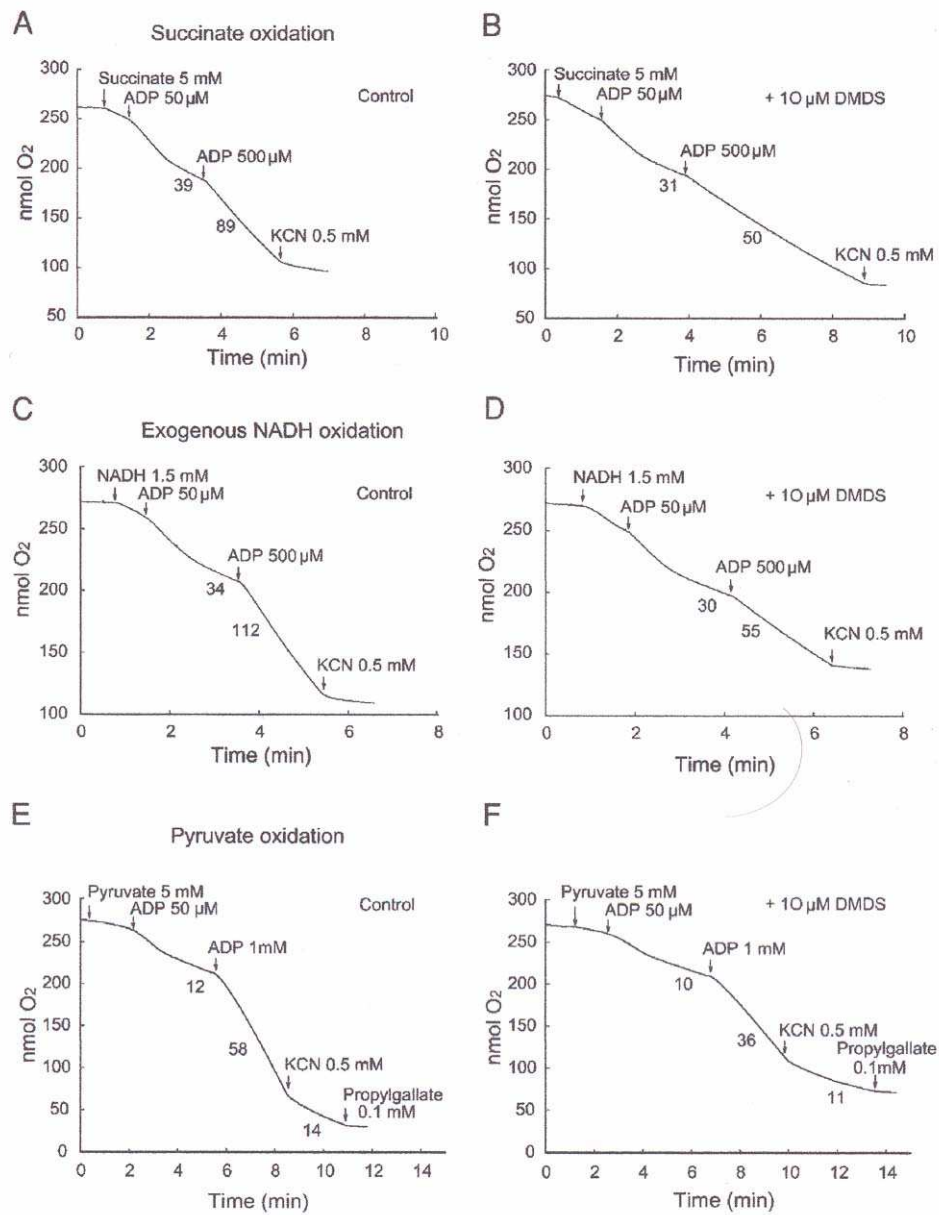 A
Succinate oxidation
300
250
200
150
100
50
nmol O2
Succinate 5 mM
ADP 50 µM
Control
ADP 500 µM
39
89
KCN 0.5 mM
0 2 4 6 8 10
Time (min)
B
300
250
200
150
100
50
nmol O2
Succinate 5 mM
ADP 50 µM
+ 10 µM DMDS
ADP 500 µM
31
50
KCN 0.5 mM
0 2 4 6 8 10
Time (min)
C
Exogenous NADH oxidation
300
250
200
150
100
nmol O2
NADH 1.5 mM
ADP 50 µM
Control
ADP 500 µM
34
112
KCN 0.5 mM
0 2 4 6 8
Time (min)
D
300
250
200
150
100
nmol O2
NADH 1.5 mM
ADP 50 µM
+ 10 µM DMDS
ADP 500 µM
30
55
KCN 0.5 mM
0 2 4 6 8
Time (min)
E
Pyruvate oxidation
300
250
200
150
100
50
0
nmol O2
Pyruvate 5 mM
ADP 50 µM
Control
ADP 1mM
12
58
KCN 0.5 mM
Propylgallate
0.1 mM
14
0 2 4 6 8 10 12 14
Time (min)
F
300
250
200
150
100
50
0
nmol O2
Pyruvate 5 mM
ADP 50 µM
+ 10 µM DMDS
ADP 1 mM
10
36
KCN 0.5 mM
Propylgallate
0.1mM
11
0 2 4 6 8 10 12 14
Time (min)